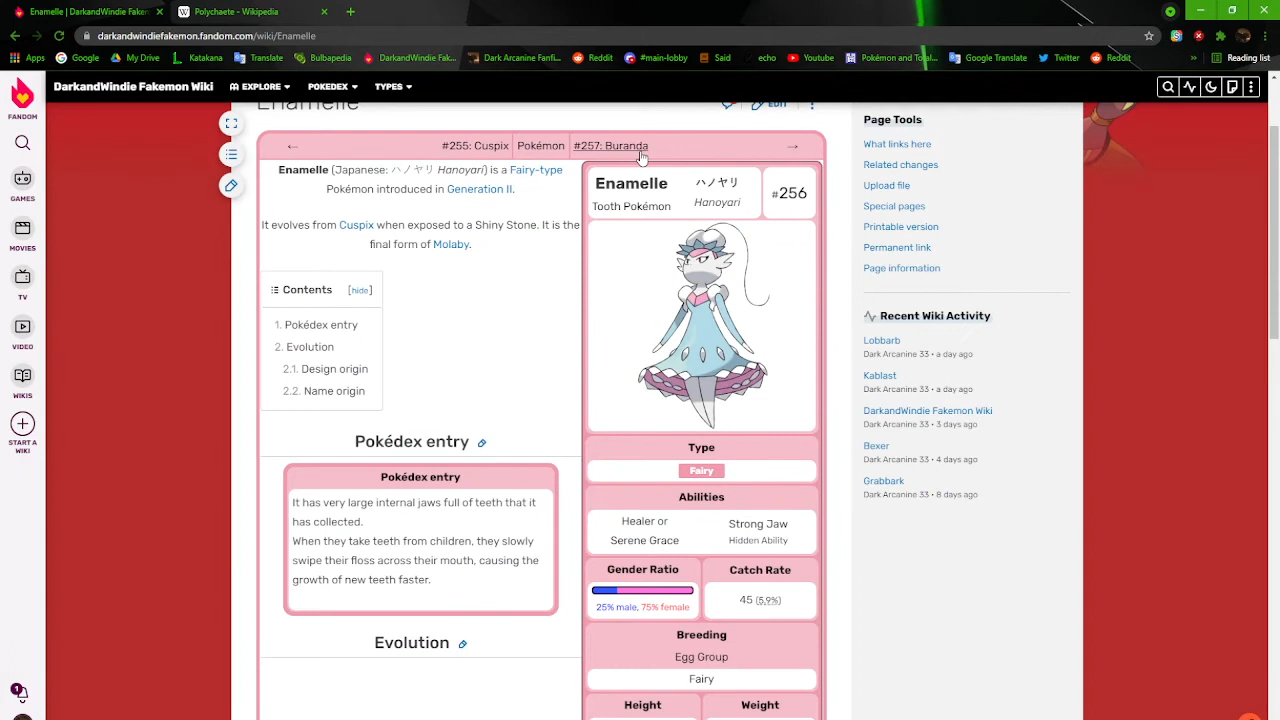 Enamelle | DarkandWindie Fakem
Polychaete - Wikipedia
darkandwindiefakemon.fandom.com/wiki/Enamelle
Apps Google My Drive Katakana Translate Bulbapedia DarkandWindie Fak... Dark Arcanine Fanfi... Reddit #main-lobby Said echo Youtube Pokémon and Total... Google Translate Twitter Reddit » Reading list
DarkandWindie Fakemon Wiki EXPLORE POKEDEX TYPES
FANDOM
GAMES
MOVIES
TV
VIDEO
WIKIS
START A
WIKI
1
Enamelle
EDIT
← #255: Cuspix Pokémon #257: Buranda →
Enamelle (Japanese: ハノヤリ Hanoyari) is a Fairy-type
Pokémon introduced in Generation II.
It evolves from Cuspix when exposed to a Shiny Stone. It is the
final form of Molaby.
Contents [hide]
1. Pokédex entry
2. Evolution
2.1. Design origin
2.2. Name origin
Pokédex entry
Pokédex entry
It has very large internal jaws full of teeth that it
has collected.
When they take teeth from children, they slowly
swipe their floss across their mouth, causing the
growth of new teeth faster.
Evolution
Enamelle
Tooth Pokémon
ハノヤリ
Hanoyari
#256
Type
Fairy
Abilities
Healer or
Serene Grace
Strong Jaw
Hidden Ability
Gender Ratio
25% male, 75% female
Catch Rate
45 (5.9%)
Breeding
Egg Group
Fairy
Height
Weight
Page Tools
What links here
Related changes
Upload file
Special pages
Printable version
Permanent link
Page information
Recent Wiki Activity
Lobbarb
Dark Arcanine 33 • a day ago
Kablast
Dark Arcanine 33 • a day ago
DarkandWindie Fakemon Wiki
Dark Arcanine 33 • 3 days ago
Bexer
Dark Arcanine 33 • 4 days ago
Grabbark
Dark Arcanine 33 • 8 days ago